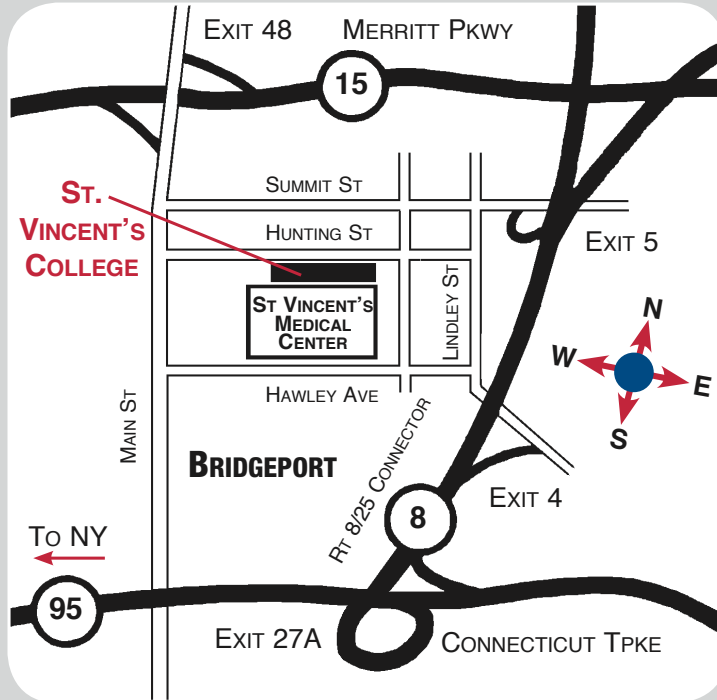 Exit 48
Merritt Pkwy
15
Summit St
St.
Vincent's
College
Hunting St
Exit 5
St Vincent's
Medical
Center
Lindley St
N
W
E
S
Hawley Ave
Main St
Bridgeport
Rt 8/25 Connector
Exit 4
8
To NY
95
Exit 27A
Connecticut Tpke